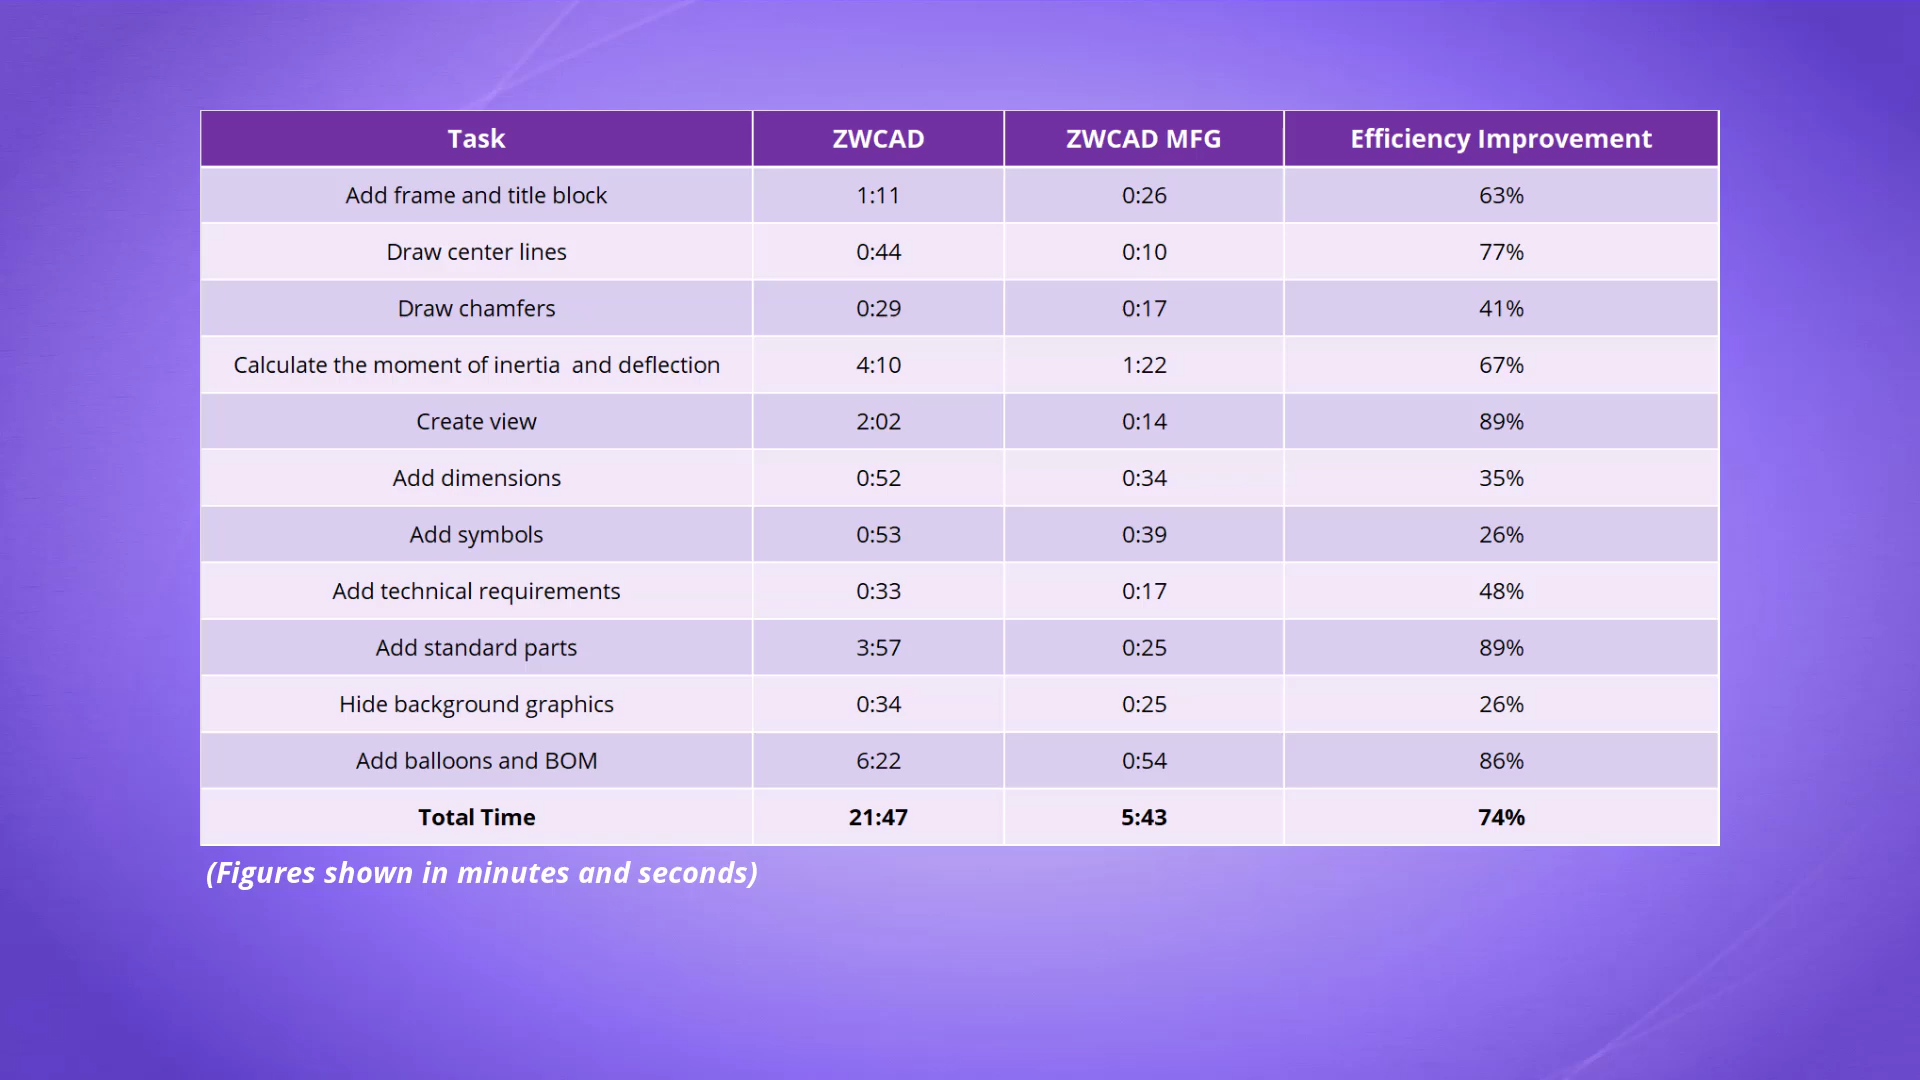 Task ZWCAD ZWCAD MFG Efficiency Improvement
Add frame and title block 1:11 0:26 63%
Draw center lines 0:44 0:10 77%
Draw chamfers 0:29 0:17 41%
Calculate the moment of inertia  and deflection 4:10 1:22 67%
Create view 2:02 0:14 89%
Add dimensions 0:52 0:34 35%
Add symbols 0:53 0:39 26%
Add technical requirements 0:33 0:17 48%
Add standard parts 3:57 0:25 89%
Hide background graphics 0:34 0:25 26%
Add balloons and BOM 6:22 0:54 86%
Total Time 21:47 5:43 74%
(Figures shown in minutes and seconds)